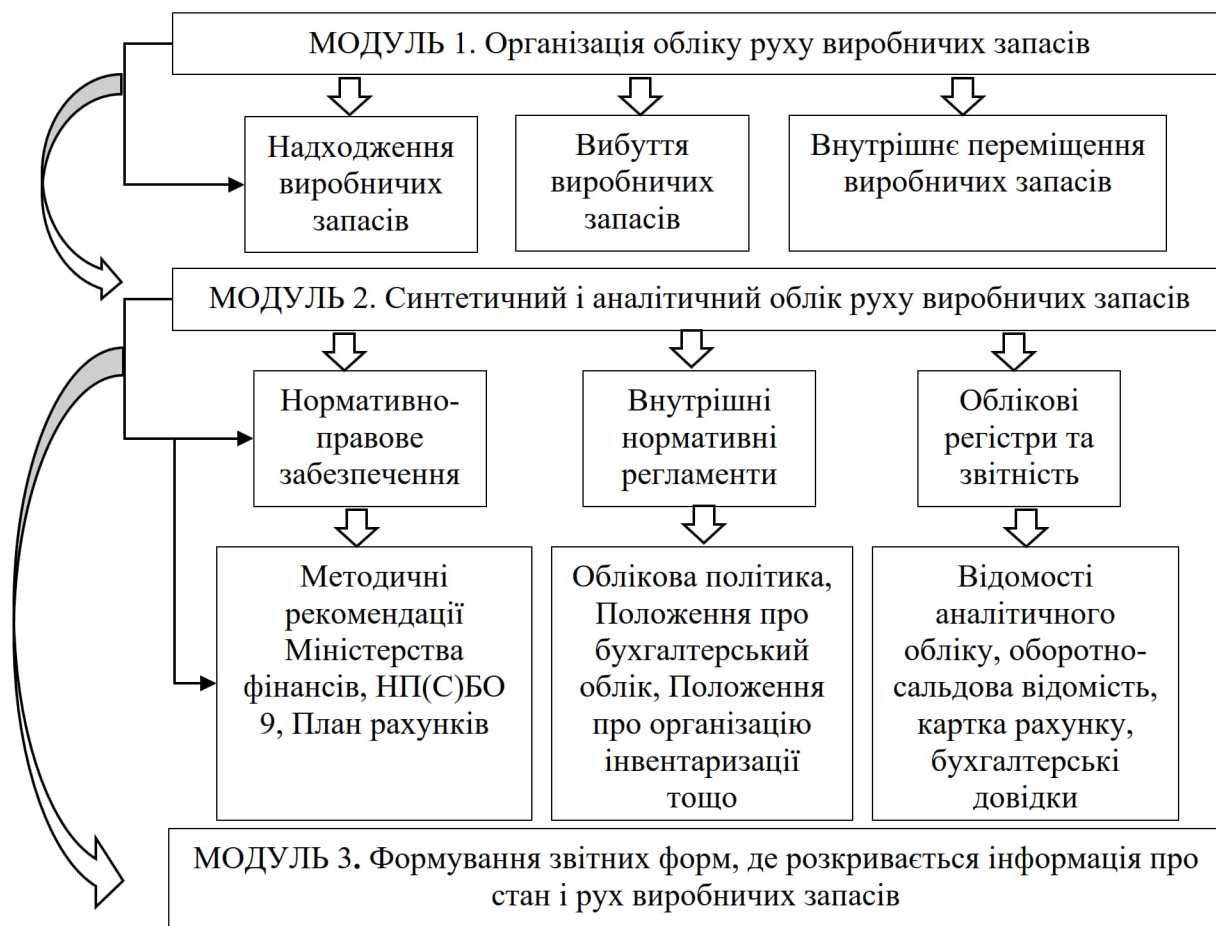 МОДУЛЬ 1. Організація обліку руху виробничих запасів
Надходження
виробничих
запасів
Вибуття
виробничих
запасів
Внутрішнє переміщення
виробничих запасів
МОДУЛЬ 2. Синтетичний і аналітичний облік руху виробничих запасів
Нормативно-
правове
забезпечення
Внутрішні
нормативні
регламенти
Облікові
регістри та
звітність
Методичні
рекомендації
Міністерства
фінансів, НП(С)БО
9, План рахунків
Облікова політика,
Положення про
бухгалтерський
облік, Положення
про організацію
інвентаризації
тощо
Відомості
аналітичного
обліку, оборотно-
сальдова відомість,
картка рахунку,
бухгалтерські
довідки
МОДУЛЬ 3. Формування звітних форм, де розкривається інформація про
стан і рух виробничих запасів